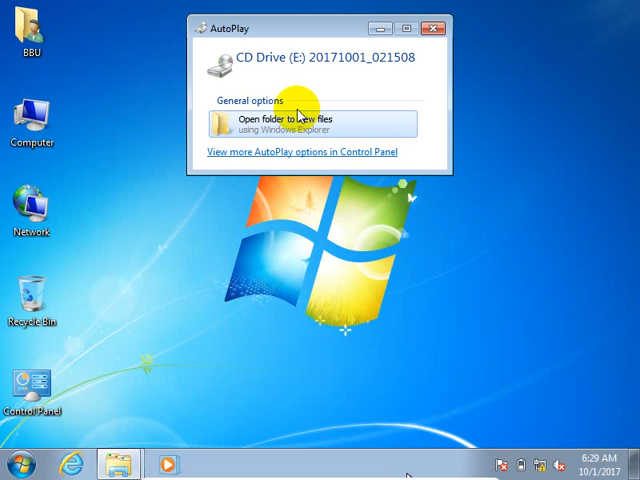 BBU
Computer
Network
Recycle Bin
Control Panel
AutoPlay
CD Drive (E:) 20171001_021508
General options
Open folder to view files
using Windows Explorer
View more AutoPlay options in Control Panel
6:29 AM
10/1/2017